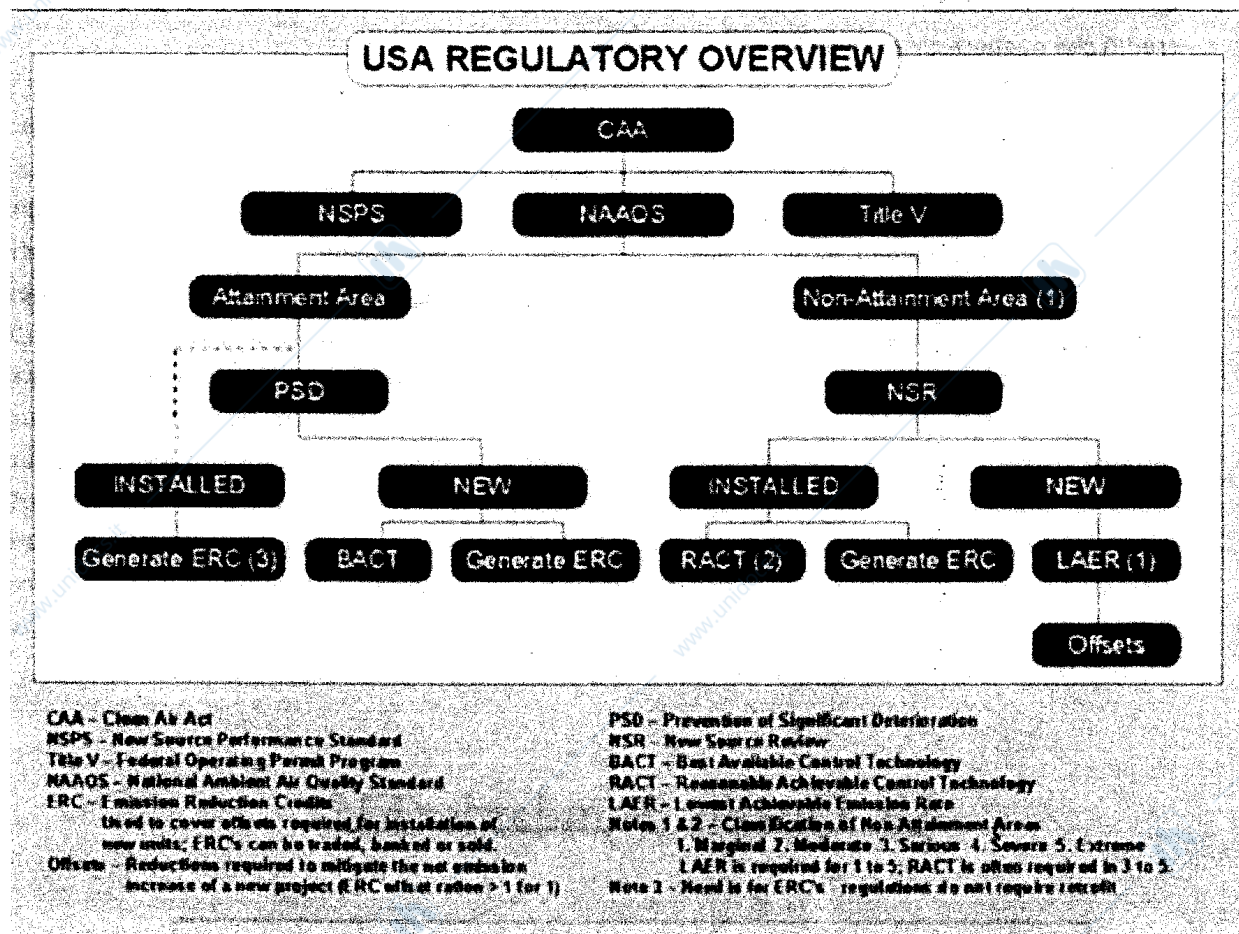 USA REGULATORY OVERVIEW
CAA
NSPS NAAOS Title V
Attainment Area Non-Attainment Area (1)
PSD NSR
INSTALLED NEW INSTALLED NEW
Generate ERC (3) BACT Generate ERC RACT (2) Generate ERC LAER (1)
Offsets
CAA - Clean Air Act
NSPS - New Source Performance Standard
Title V - Federal Operating Permit Program
NAAOS - National Ambient Air Quality Standard
ERC - Emission Reduction Credits
Used to cover offsets required for installation of
new units; ERC's can be traded, banked or sold.
Offsets - Reductions required to mitigate the net emission
increase of a new project (ERC offset ration > 1 for 1)
PSD - Prevention of Significant Deterioration
NSR - New Source Review
BACT - Best Available Control Technology
RACT - Reasonable Achievable Control Technology
LAER - Lowest Achievable Emission Rate
Notes 1 & 2 - Classification of Non Attainment Areas
1. Marginal 2. Moderate 3. Serious 4. Severe 5. Extreme
LAER is required for 1 to 5; RACT is often required in 3 to 5.
Note 3 - Need is for ERC's - regulations do not require retrofit